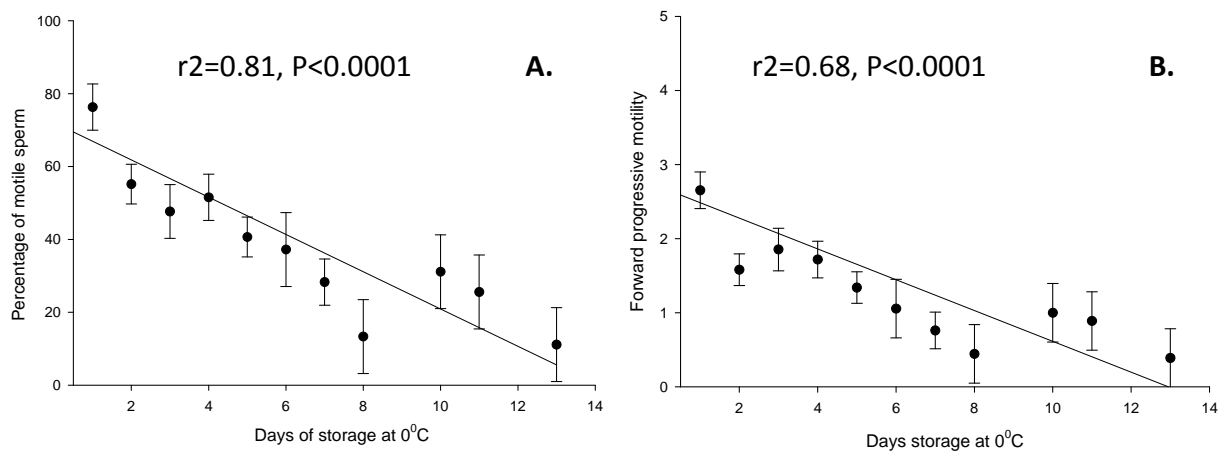 r2=0.81, P<0.0001 A.
Percentage of motile sperm
100
80
60
40
20
0
2 4 6 8 10 12 14
Days of storage at 0⁰C
r2=0.68, P<0.0001 B.
Forward progressive motility
5
4
3
2
1
0
2 4 6 8 10 12 14
Days storage at 0⁰C